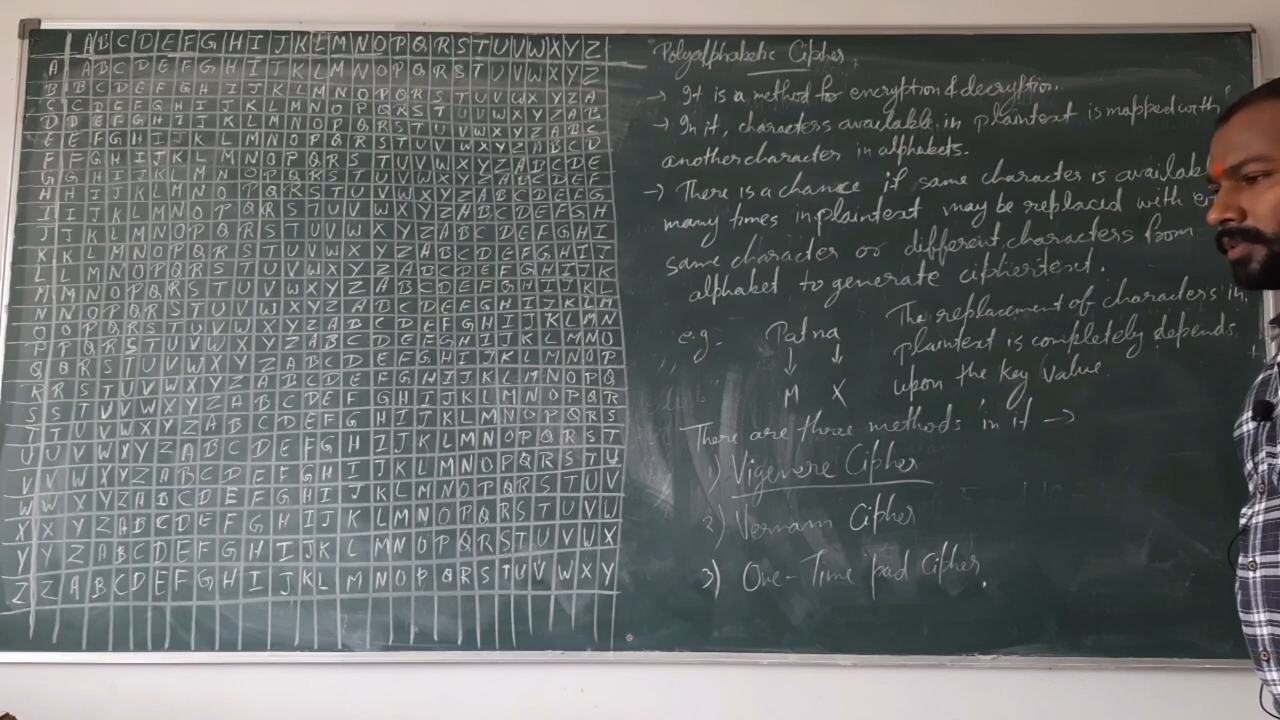 A B C D E F G H I J K L M N O P Q R S T U V W X Y Z
A A B C D E F G H I J K L M N O P Q R S T U V W X Y Z
B B C D E F G H I J K L M N O P Q R S T U V W X Y Z A
C C D E F G H I J K L M N O P Q R S T U V W X Y Z A B
D D E F G H I J K L M N O P Q R S T U V W X Y Z A B C
E E F G H I J K L M N O P Q R S T U V W X Y Z A B C D
F F G H I J K L M N O P Q R S T U V W X Y Z A B C D E
G G H I J K L M N O P Q R S T U V W X Y Z A B C D E F
H H I J K L M N O P Q R S T U V W X Y Z A B C D E F G
I I J K L M N O P Q R S T U V W X Y Z A B C D E F G H
J J K L M N O P Q R S T U V W X Y Z A B C D E F G H I
K K L M N O P Q R S T U V W X Y Z A B C D E F G H I J
L L M N O P Q R S T U V W X Y Z A B C D E F G H I J K
M M N O P Q R S T U V W X Y Z A B C D E F G H I J K L
N N O P Q R S T U V W X Y Z A B C D E F G H I J K L M
O O P Q R S T U V W X Y Z A B C D E F G H I J K L M N
P P Q R S T U V W X Y Z A B C D E F G H I J K L M N O
Q Q R S T U V W X Y Z A B C D E F G H I J K L M N O P
R R S T U V W X Y Z A B C D E F G H I J K L M N O P Q
S S T U V W X Y Z A B C D E F G H I J K L M N O P Q R
T T U V W X Y Z A B C D E F G H I J K L M N O P Q R S
U U V W X Y Z A B C D E F G H I J K L M N O P Q R S T
V V W X Y Z A B C D E F G H I J K L M N O P Q R S T U
W W X Y Z A B C D E F G H I J K L M N O P Q R S T U V
X X Y Z A B C D E F G H I J K L M N O P Q R S T U V W
Y Y Z A B C D E F G H I J K L M N O P Q R S T U V W X
Z Z A B C D E F G H I J K L M N O P Q R S T U V W X Y
Polyalphabetic Cipher,
→ It is a method for encryption & decryption.
→ In it, characters available in plaintext is mapped with
another character in alphabets.
→ There is a chance if same character is availab
many times in plaintext may be replaced with
same character or different characters from
alphabet to generate ciphertext.
e.g:- Patna
↓ ↓
M X
The replacement of characters in
plaintext is completely depends
upon the key value.
There are three methods in it →
1) Vigenere Cipher
2) Vernam Cipher
3) One-Time pad Cipher.